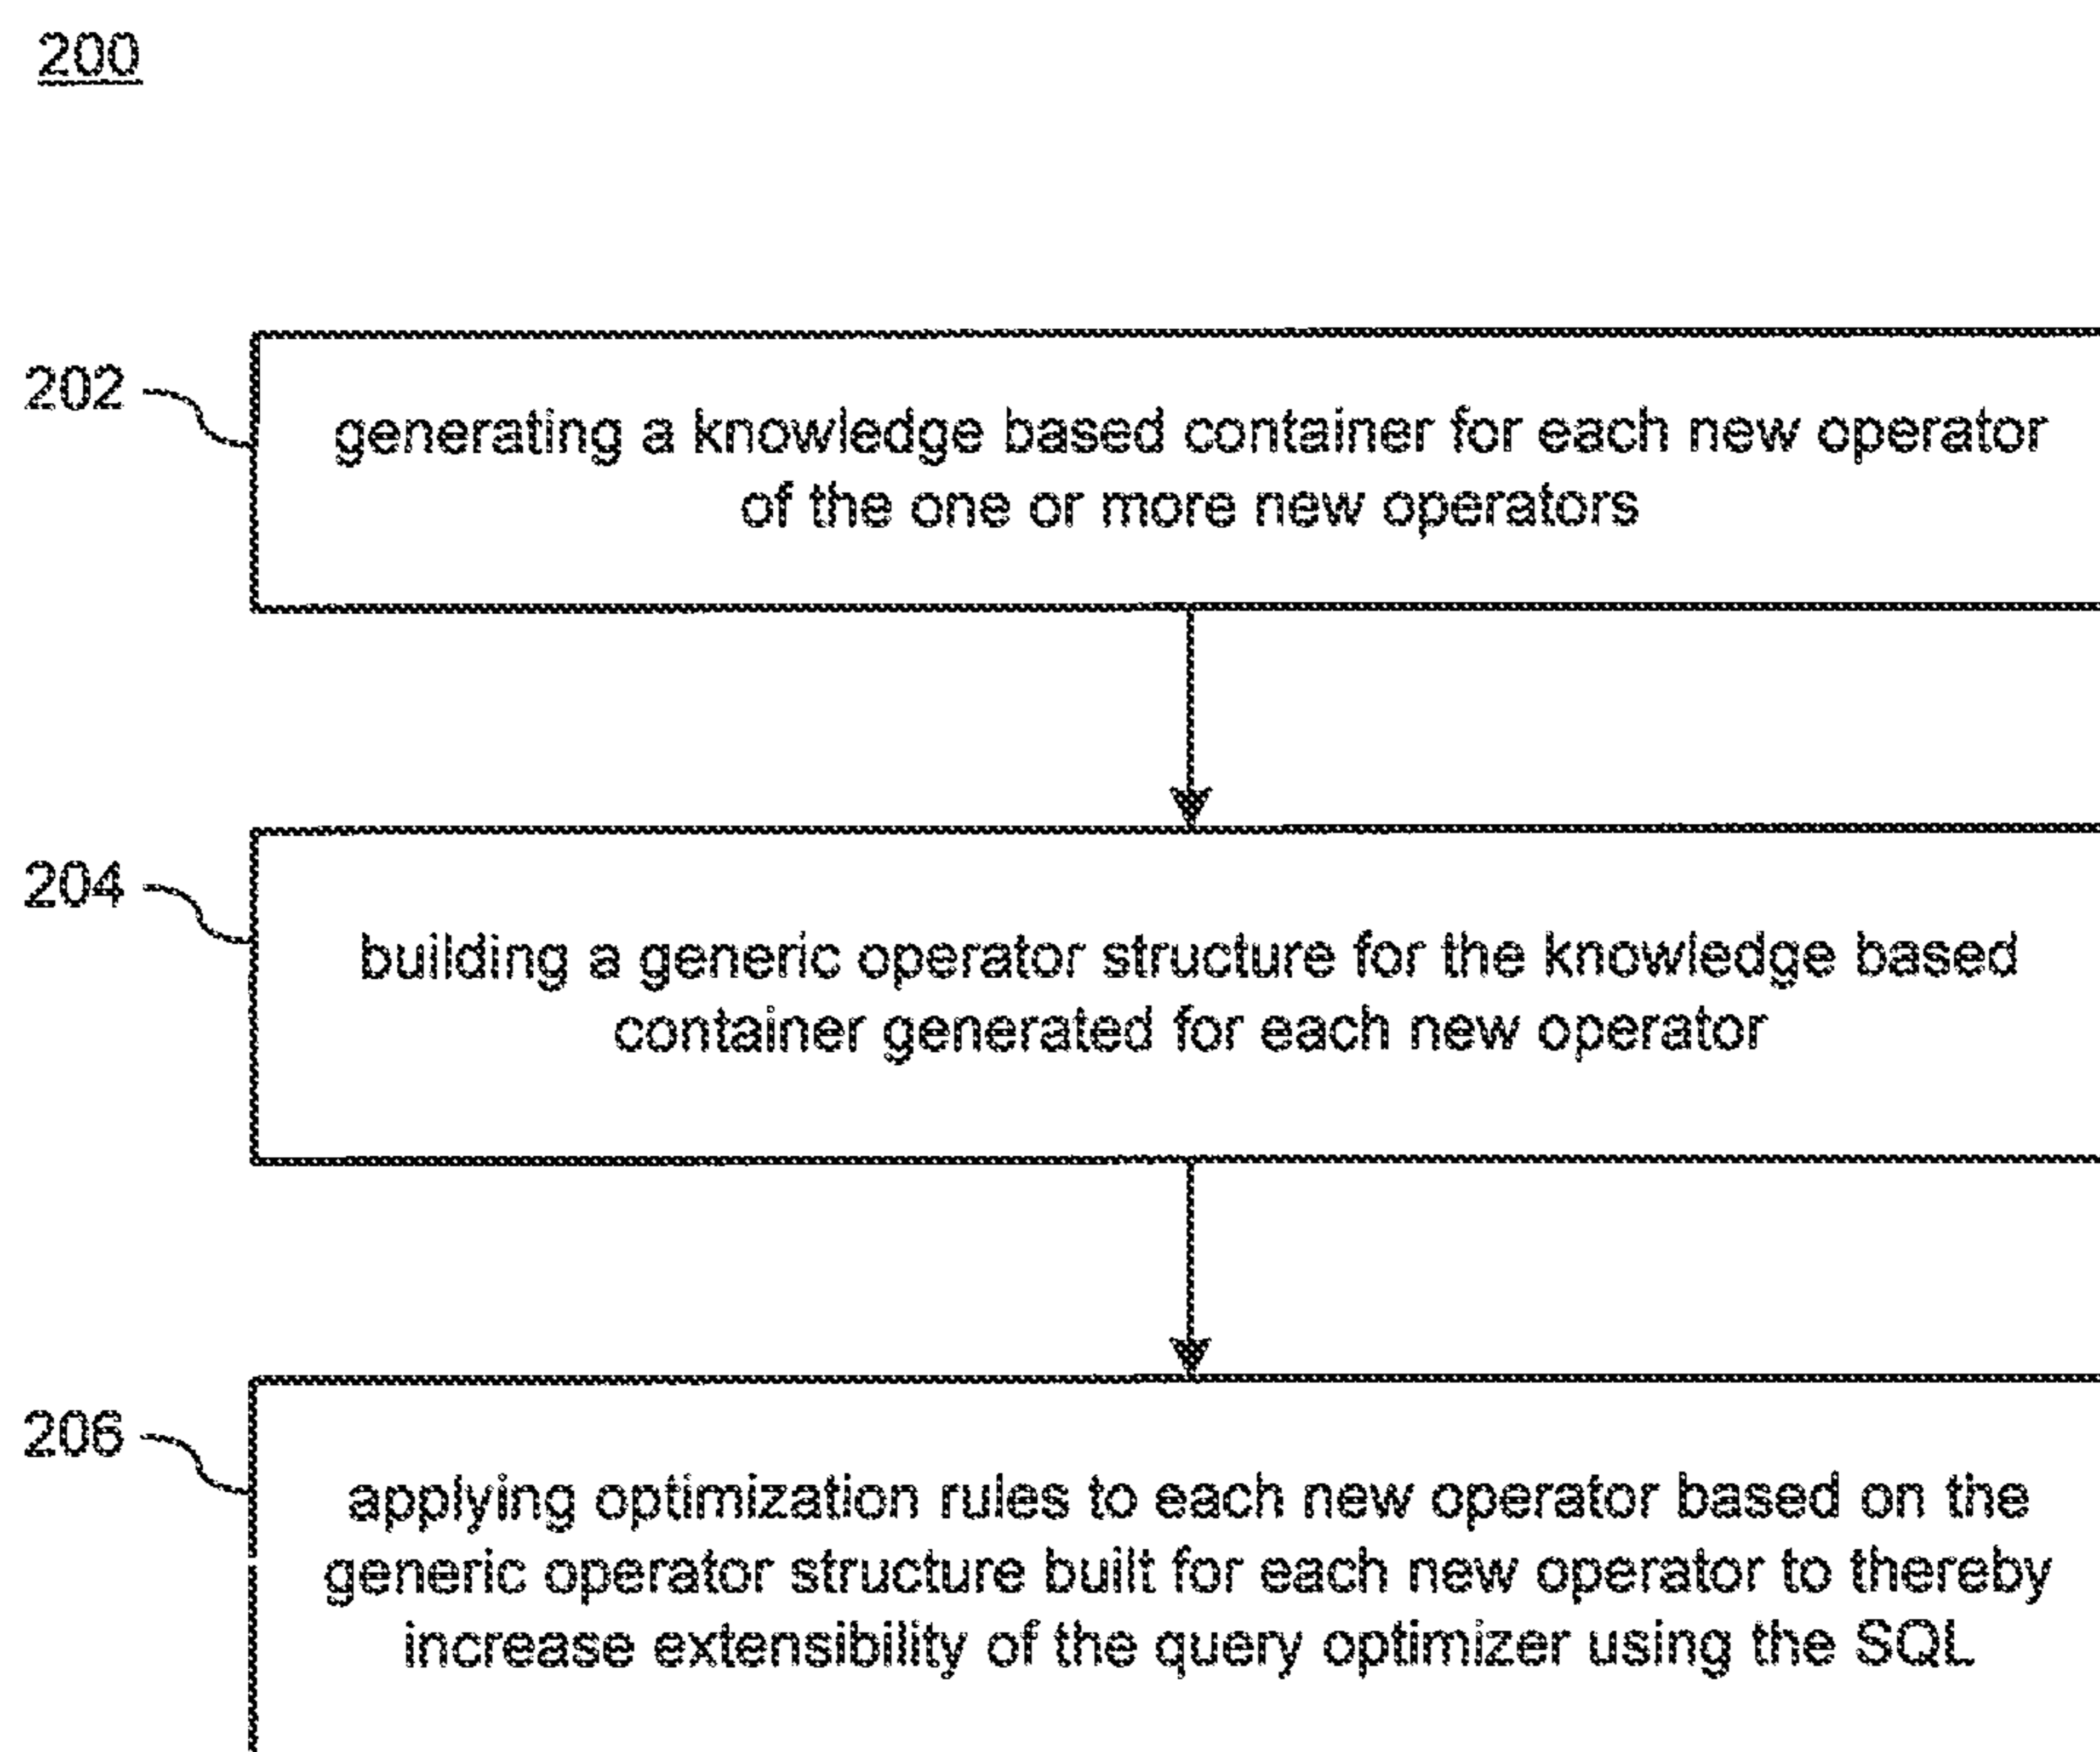 200
202
generating a knowledge based container for each new operator
of the one or more new operators
204
building a generic operator structure for the knowledge based
container generated for each new operator
206
applying optimization rules to each new operator based on the
generic operator structure built for each new operator to thereby
increase extensibility of the query optimizer using the SQL